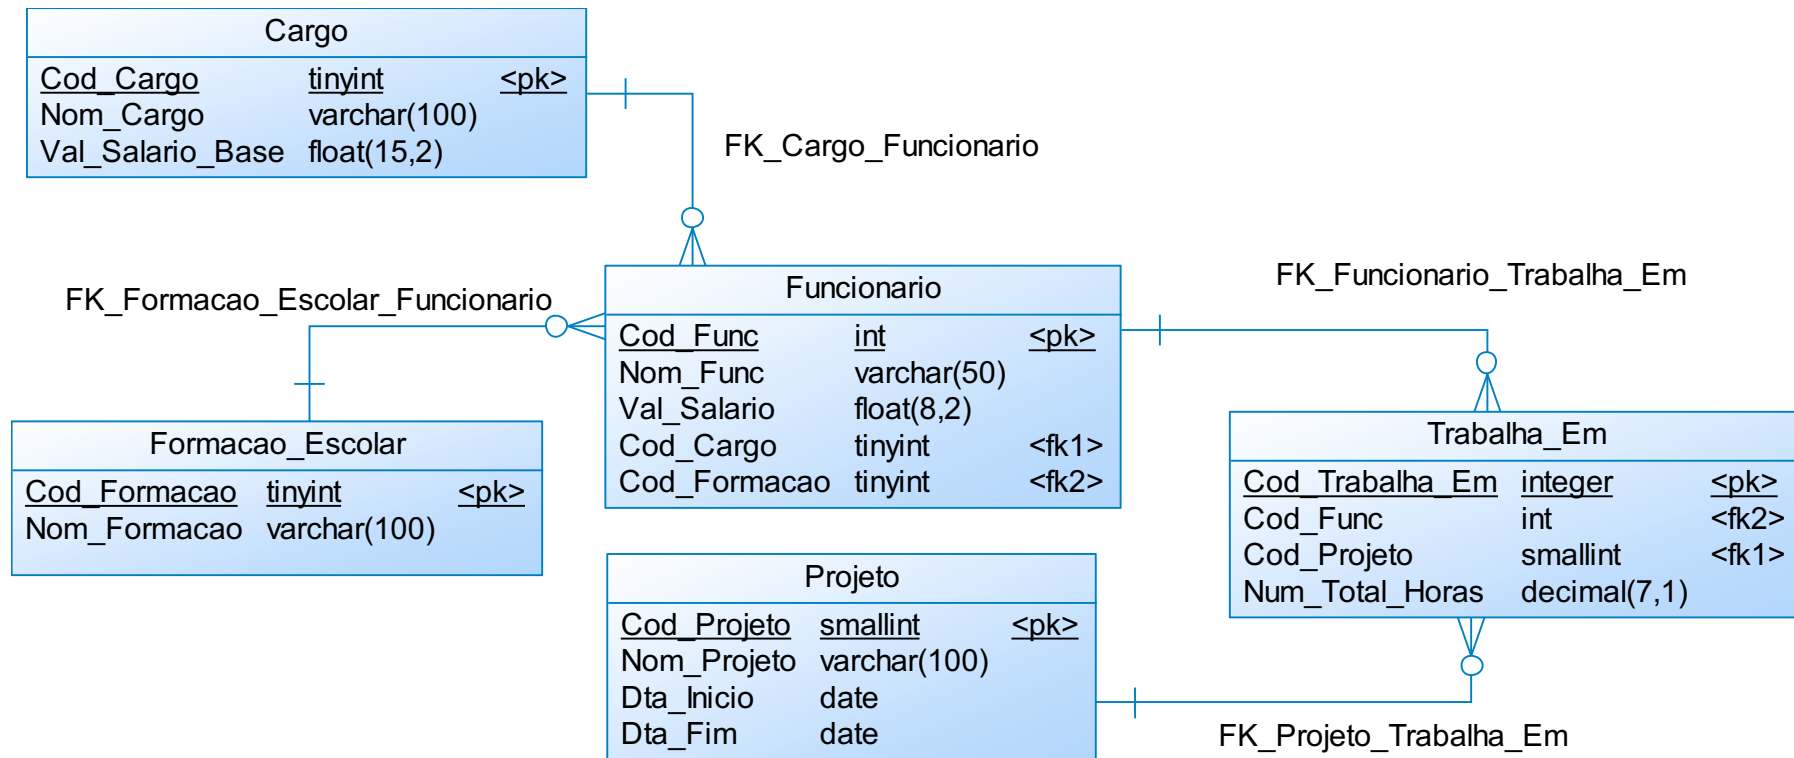 Cargo
Cod_Cargo tinyint <pk>
Nom_Cargo varchar(100)
Val_Salario_Base float(15,2)
FK_Cargo_Funcionario
FK_Formacao_Escolar_Funcionario
Funcionario
Cod_Func int <pk>
Nom_Func varchar(50)
Val_Salario float(8,2)
Cod_Cargo tinyint <fk1>
Cod_Formacao tinyint <fk2>
FK_Funcionario_Trabalha_Em
Formacao_Escolar
Cod_Formacao tinyint <pk>
Nom_Formacao varchar(100)
Trabalha_Em
Cod_Trabalha_Em integer <pk>
Cod_Func int <fk2>
Cod_Projeto smallint <fk1>
Num_Total_Horas decimal(7,1)
Projeto
Cod_Projeto smallint <pk>
Nom_Projeto varchar(100)
Dta_Inicio date
Dta_Fim date
FK_Projeto_Trabalha_Em